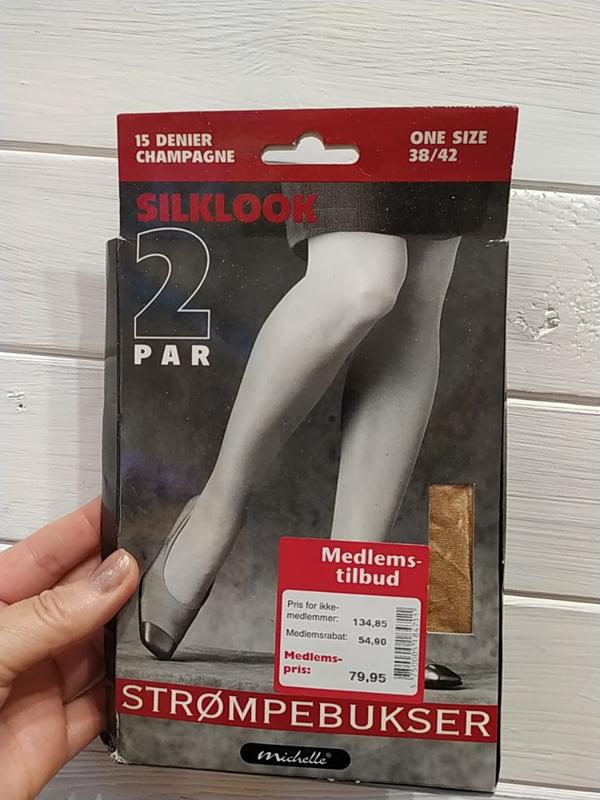 15 DENIER
CHAMPAGNE
ONE SIZE
38/42
SILKLOOK
2
PAR
Medlems-
tilbud
Pris for ikke-
medlemmer: 134,85
Medlemsrabat: 54,90
Medlems-
pris: 79,95
STRØMPEBUKSER
michelle